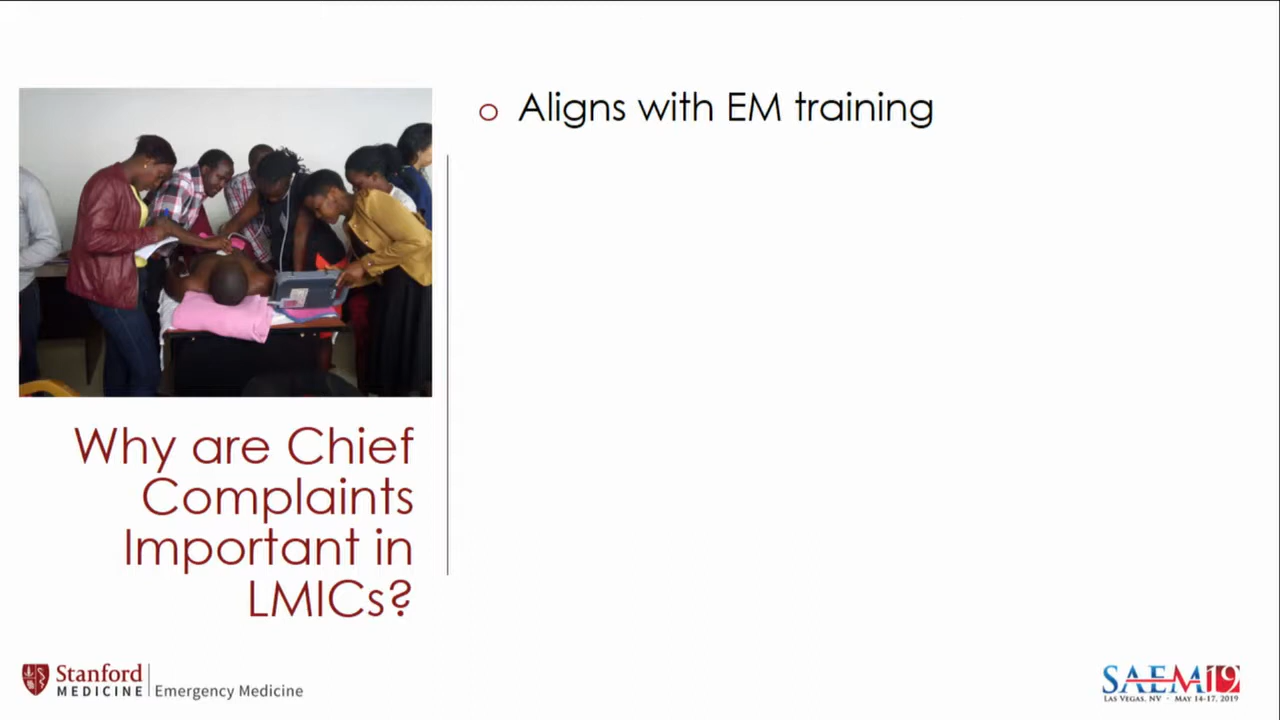 o Aligns with EM training
Why are Chief
Complaints
Important in
LMICs?
Stanford
MEDICINE
Emergency Medicine
SAEM19
LAS VEGAS, NV · MAY 14-17, 2019